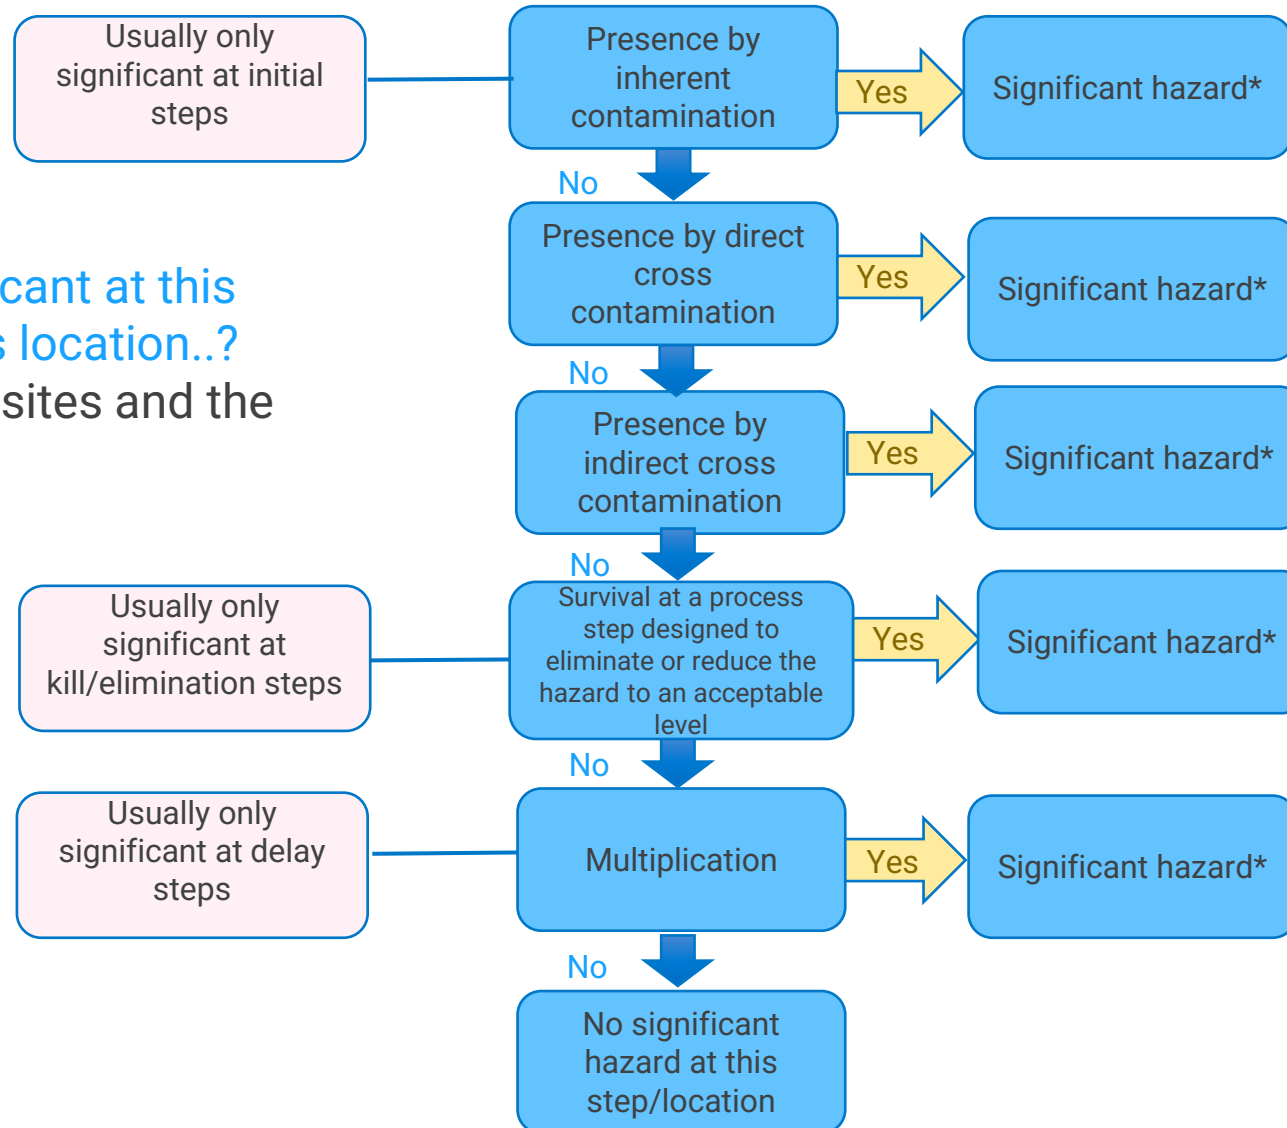 Usually only
significant at initial
steps
Presence by
inherent
contamination
Yes
Significant hazard*
No
Presence by direct
cross
contamination
Yes
Significant hazard*
cant at this
s location..?
sites and the
No
Presence by
indirect cross
contamination
Yes
Significant hazard*
No
Usually only
significant at
kill/elimination steps
Survival at a process
step designed to
eliminate or reduce the
hazard to an acceptable
level
Yes
Significant hazard*
No
Usually only
significant at delay
steps
Multiplication
Yes
Significant hazard*
No
No significant
hazard at this
step/location